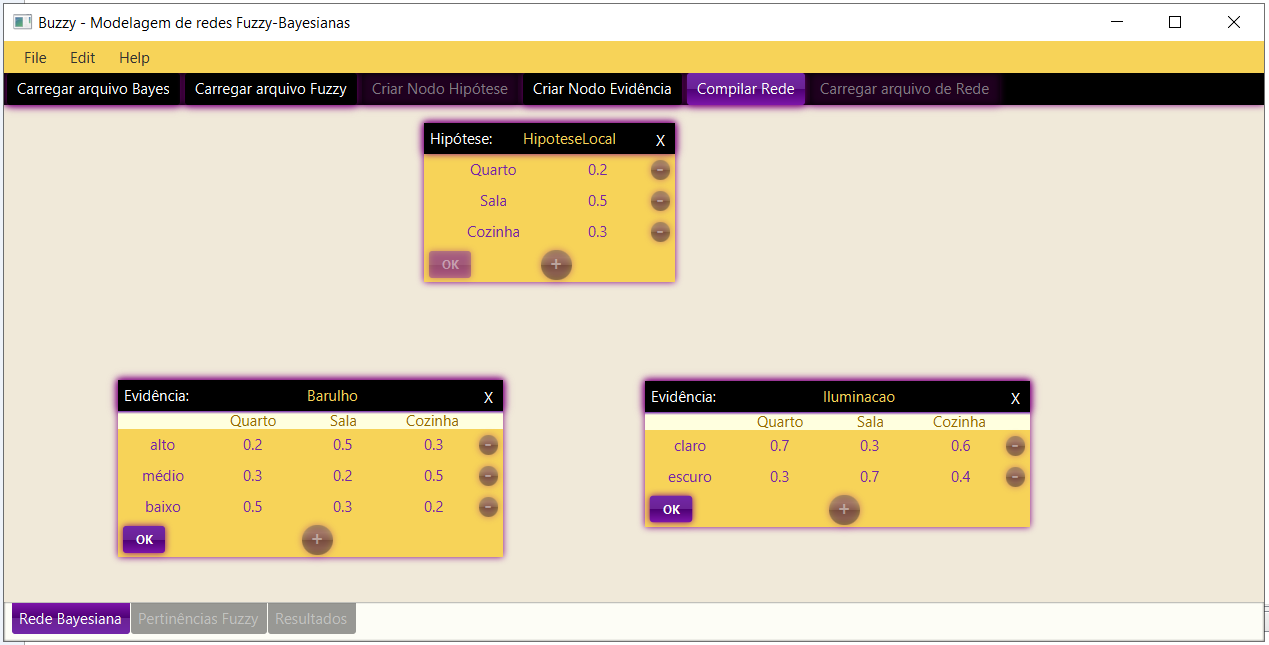 Buzzy - Modelagem de redes Fuzzy-Bayesianas
File Edit Help
Carregar arquivo Bayes Carregar arquivo Fuzzy Criar Nodo Hipótese Criar Nodo Evidência Compilar Rede Carregar arquivo de Rede
Hipótese: HipoteseLocal X
Quarto 0.2 -
Sala 0.5 -
Cozinha 0.3 -
OK +
Evidência: Barulho X
Quarto Sala Cozinha
alto 0.2 0.5 0.3 -
médio 0.3 0.2 0.5 -
baixo 0.5 0.3 0.2 -
OK +
Evidência: Iluminacao X
Quarto Sala Cozinha
claro 0.7 0.3 0.6 -
escuro 0.3 0.7 0.4 -
OK +
Rede Bayesiana Pertinências Fuzzy Resultados